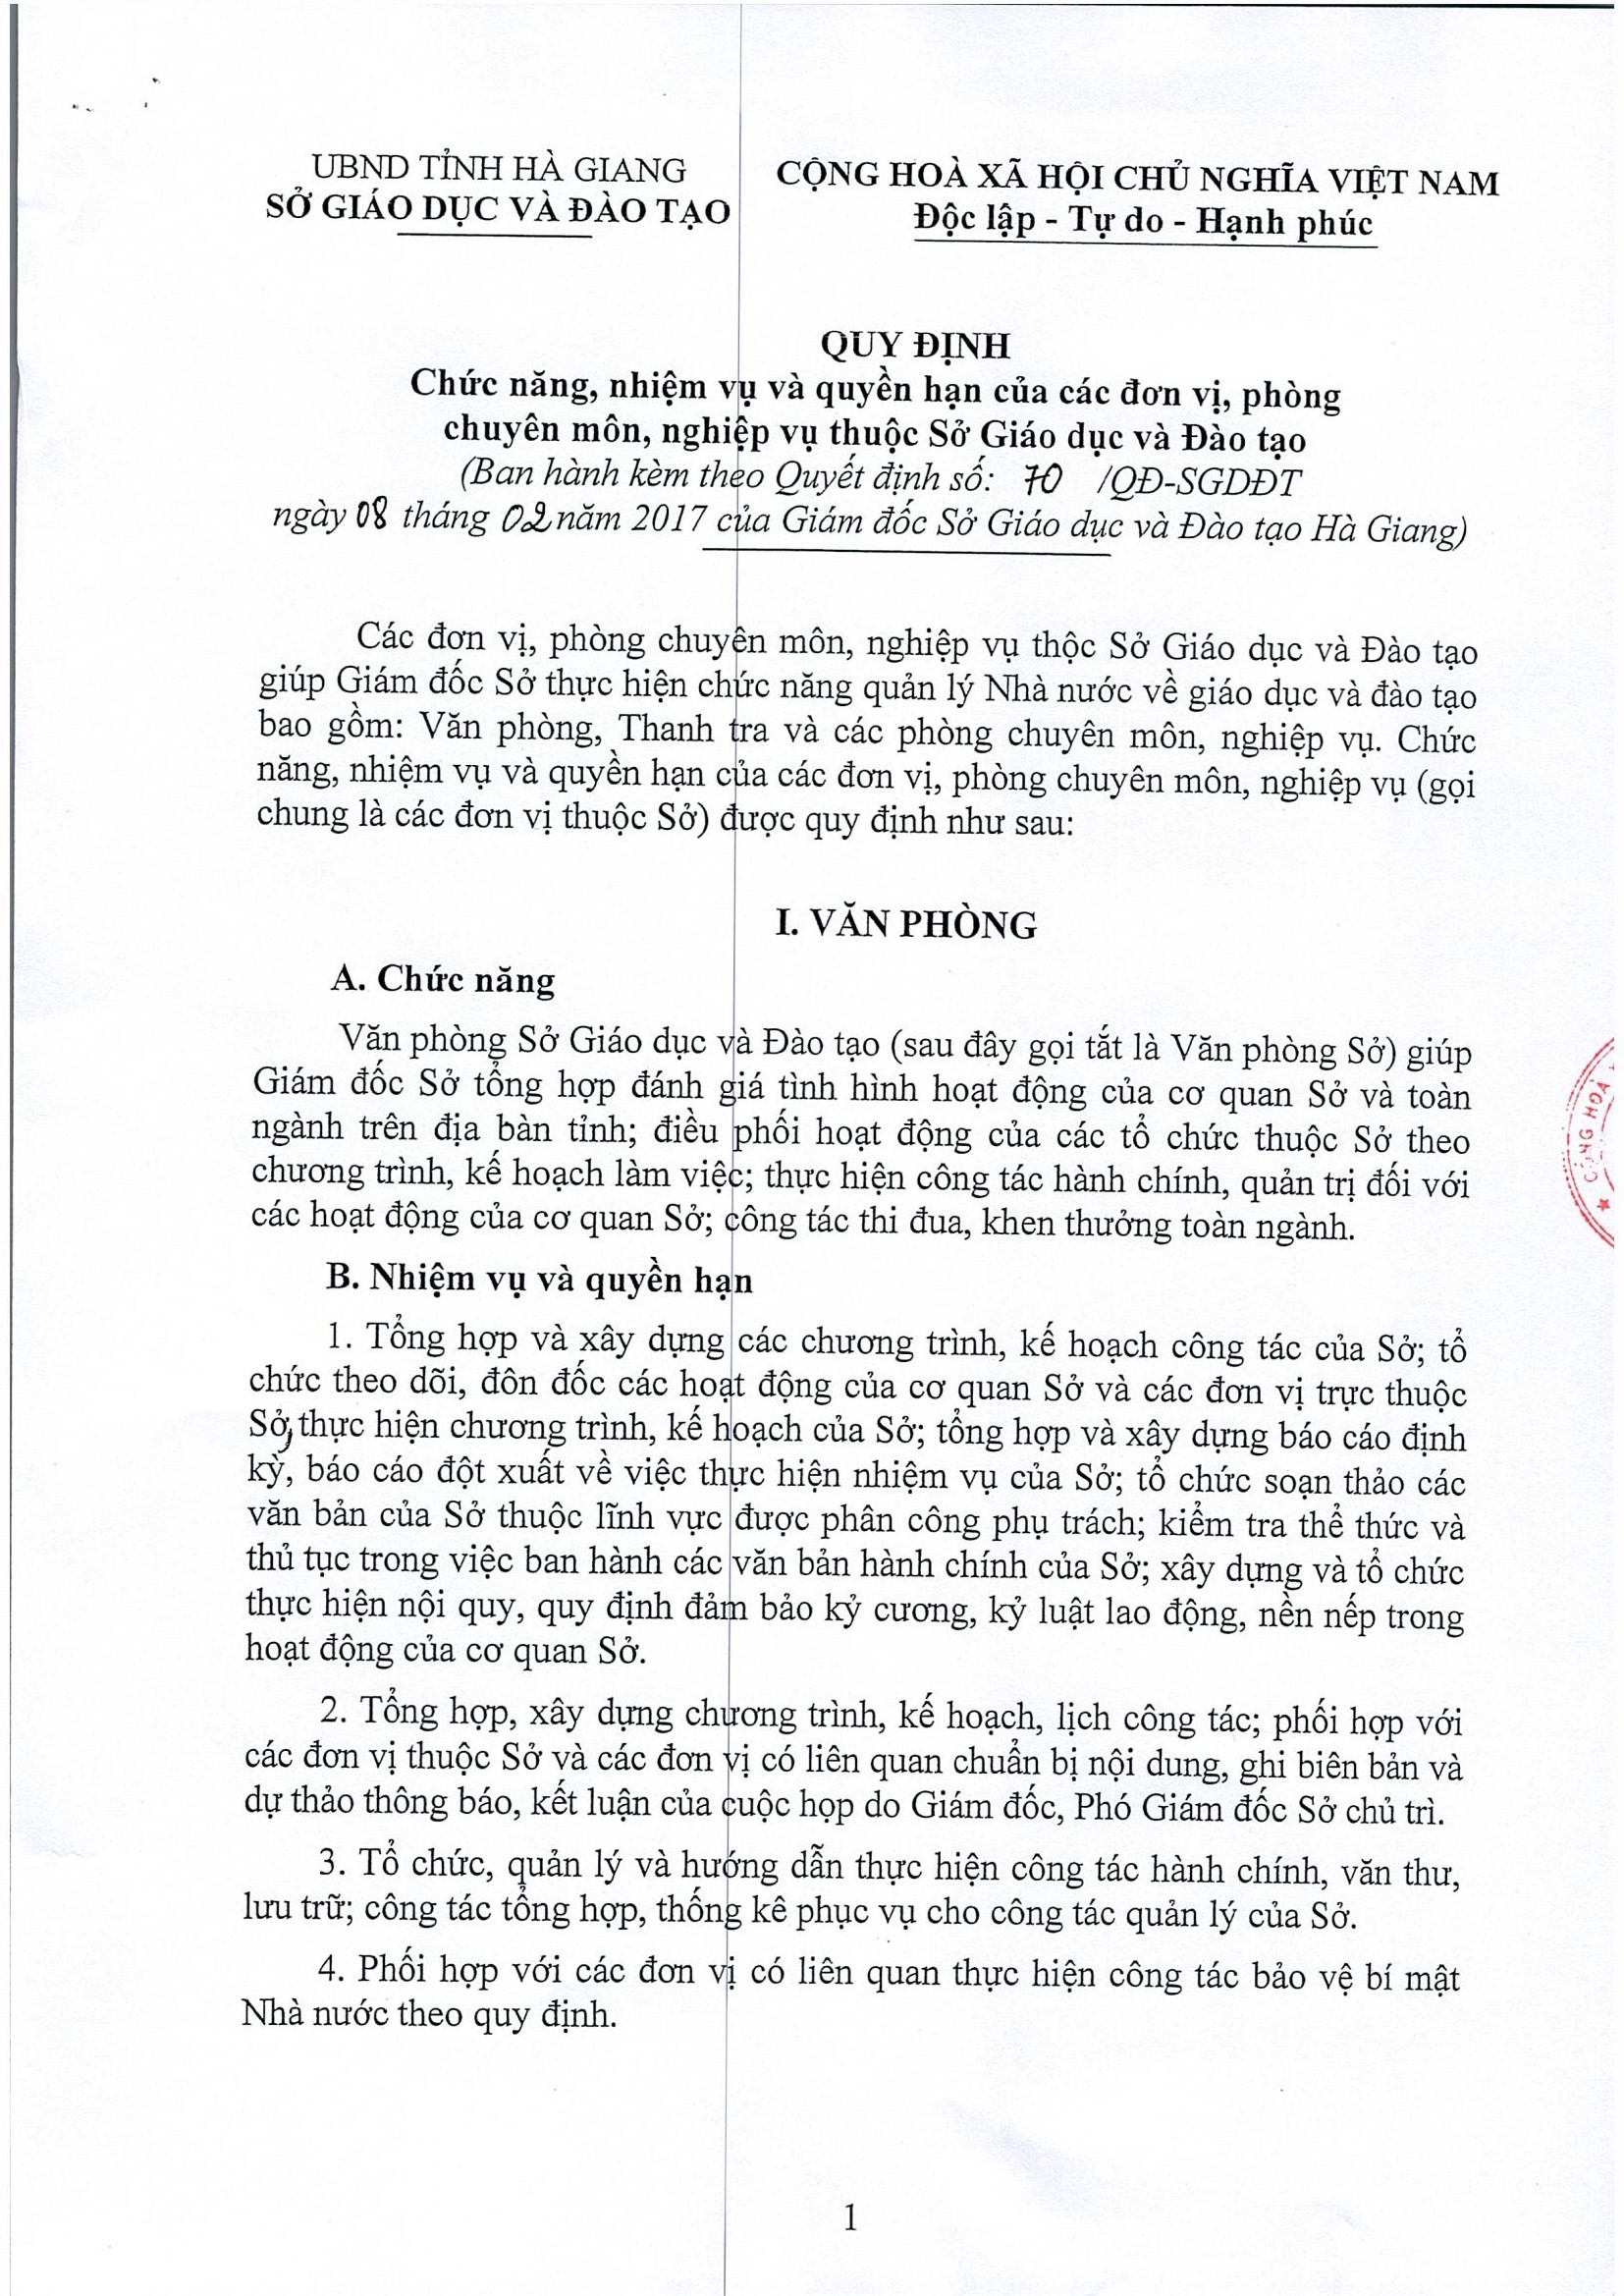 UBND TỈNH HÀ GIANG
SỞ GIÁO DỤC VÀ ĐÀO TẠO
CỘNG HOÀ XÃ HỘI CHỦ NGHĨA VIỆT NAM
Độc lập - Tự do - Hạnh phúc
QUY ĐỊNH
Chức năng, nhiệm vụ và quyền hạn của các đơn vị, phòng
chuyên môn, nghiệp vụ thuộc Sở Giáo dục và Đào tạo
(Ban hành kèm theo Quyết định số: 70 /QĐ-SGDĐT
ngày 08 tháng 02 năm 2017 của Giám đốc Sở Giáo dục và Đào tạo Hà Giang)
Các đơn vị, phòng chuyên môn, nghiệp vụ thộc Sở Giáo dục và Đào tạo
giúp Giám đốc Sở thực hiện chức năng quản lý Nhà nước về giáo dục và đào tạo
bao gồm: Văn phòng, Thanh tra và các phòng chuyên môn, nghiệp vụ. Chức
năng, nhiệm vụ và quyền hạn của các đơn vị, phòng chuyên môn, nghiệp vụ (gọi
chung là các đơn vị thuộc Sở) được quy định như sau:
I. VĂN PHÒNG
A. Chức năng
Văn phòng Sở Giáo dục và Đào tạo (sau đây gọi tắt là Văn phòng Sở) giúp
Giám đốc Sở tổng hợp đánh giá tình hình hoạt động của cơ quan Sở và toàn
ngành trên địa bàn tỉnh; điều phối hoạt động của các tổ chức thuộc Sở theo
chương trình, kế hoạch làm việc; thực hiện công tác hành chính, quản trị đối với
các hoạt động của cơ quan Sở; công tác thi đua, khen thưởng toàn ngành.
CỘNG HOÀ
B. Nhiệm vụ và quyền hạn
1. Tổng hợp và xây dựng các chương trình, kế hoạch công tác của Sở; tổ
chức theo dõi, đôn đốc các hoạt động của cơ quan Sở và các đơn vị trực thuộc
Sở, thực hiện chương trình, kế hoạch của Sở; tổng hợp và xây dựng báo cáo định
kỳ, báo cáo đột xuất về việc thực hiện nhiệm vụ của Sở; tổ chức soạn thảo các
văn bản của Sở thuộc lĩnh vực được phân công phụ trách; kiểm tra thể thức và
thủ tục trong việc ban hành các văn bản hành chính của Sở; xây dựng và tổ chức
thực hiện nội quy, quy định đảm bảo kỷ cương, kỷ luật lao động, nền nếp trong
hoạt động của cơ quan Sở.
2. Tổng hợp, xây dựng chương trình, kế hoạch, lịch công tác; phối hợp với
các đơn vị thuộc Sở và các đơn vị có liên quan chuẩn bị nội dung, ghi biên bản và
dự thảo thông báo, kết luận của cuộc họp do Giám đốc, Phó Giám đốc Sở chủ trì.
3. Tổ chức, quản lý và hướng dẫn thực hiện công tác hành chính, văn thư,
lưu trữ; công tác tổng hợp, thống kê phục vụ cho công tác quản lý của Sở.
4. Phối hợp với các đơn vị có liên quan thực hiện công tác bảo vệ bí mật
Nhà nước theo quy định.
1